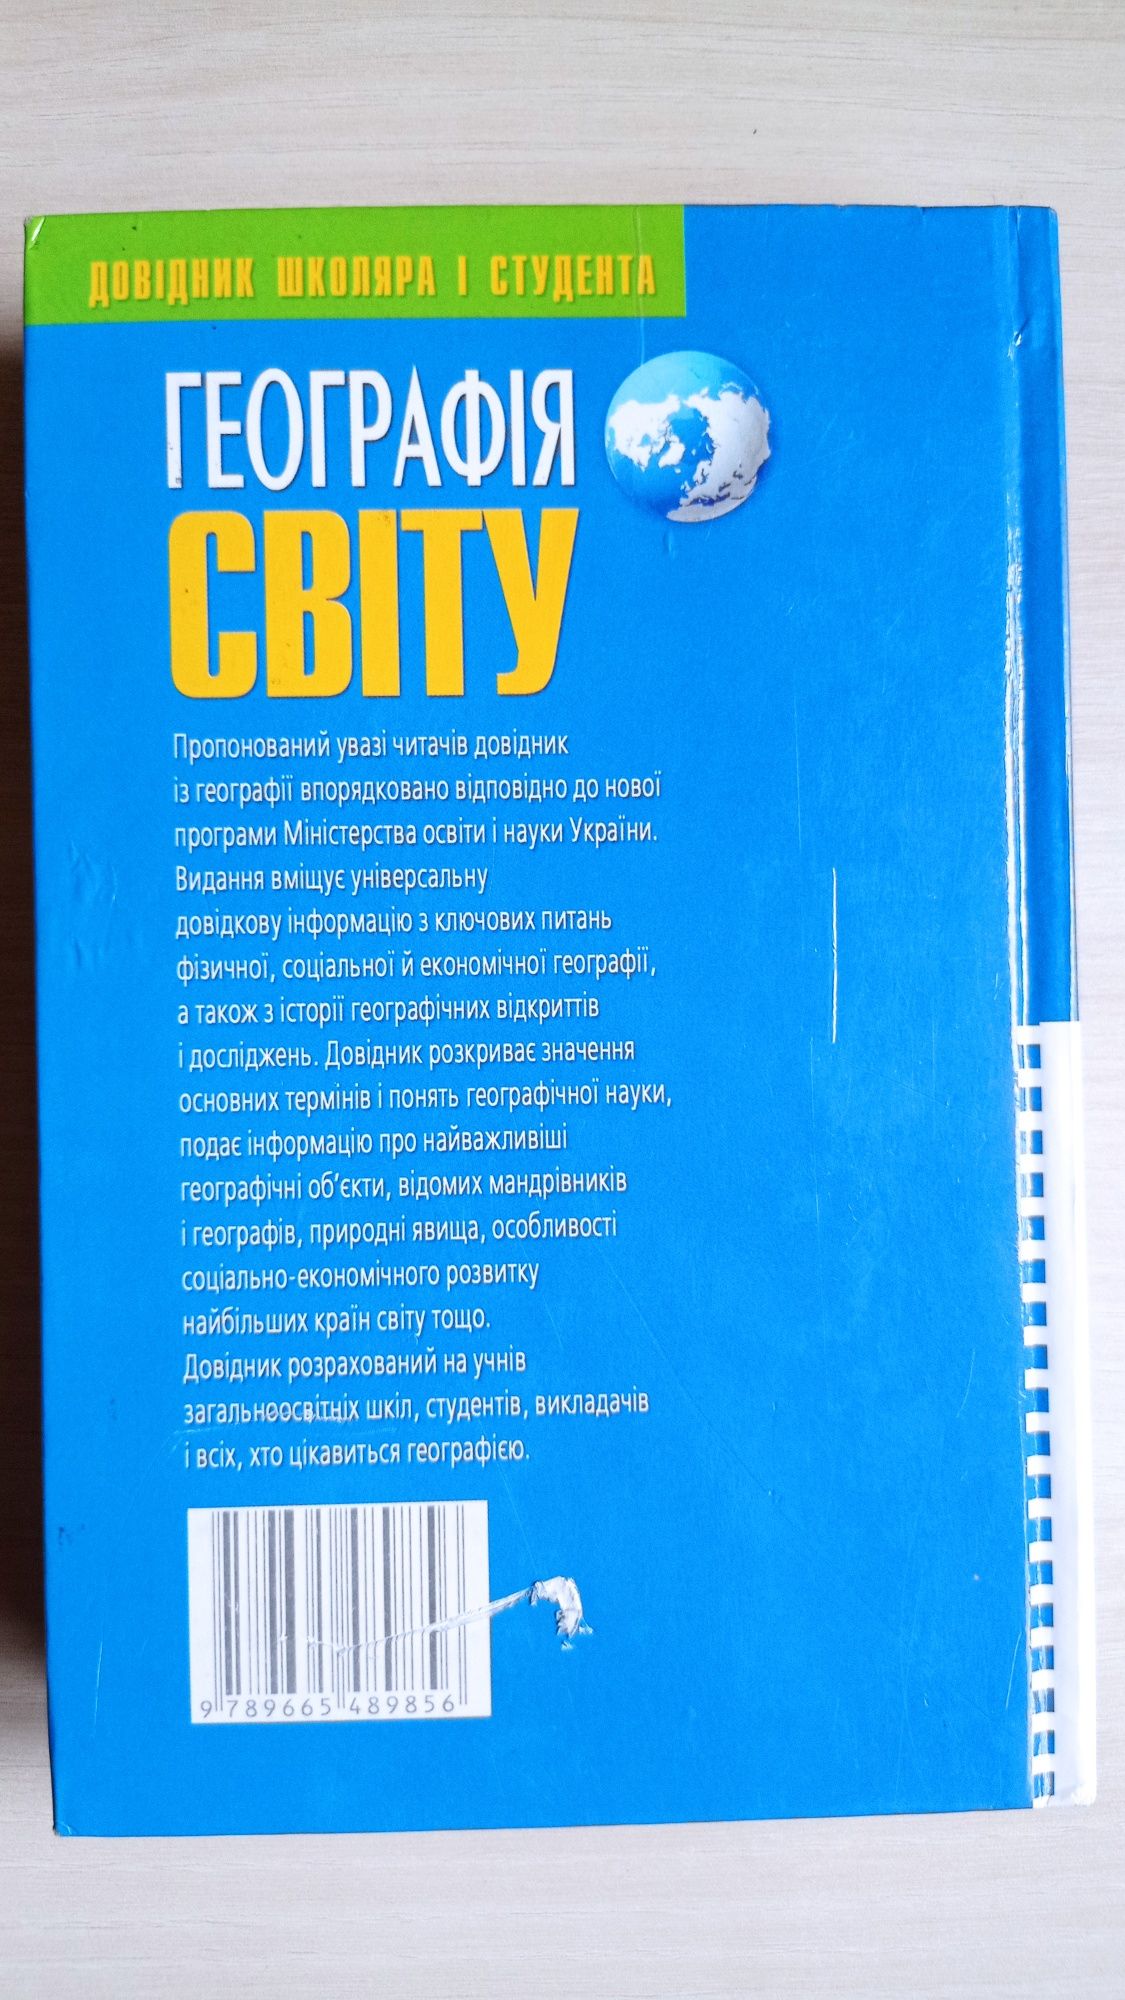 ДОВІДНИК ШКОЛЯРА І СТУДЕНТА
ГЕОГРАФІЯ
СВІТУ
Пропонований увазі читачів довідник
із географії впорядковано відповідно до нової
програми Міністерства освіти і науки України.
Видання вміщує універсальну
довідкову інформацію з ключових питань
фізичної, соціальної й економічної географії,
а також з історії географічних відкриттів
і досліджень. Довідник розкриває значення
основних термінів і понять географічної науки,
подає інформацію про найважливіші
географічні об'єкти, відомих мандрівників
і географів, природні явища, особливості
соціально-економічного розвитку
найбільших країн світу тощо.
Довідник розрахований на учнів
загальноосвітніх шкіл, студентів, викладачів
і всіх, хто цікавиться географією.
9 789665 489856